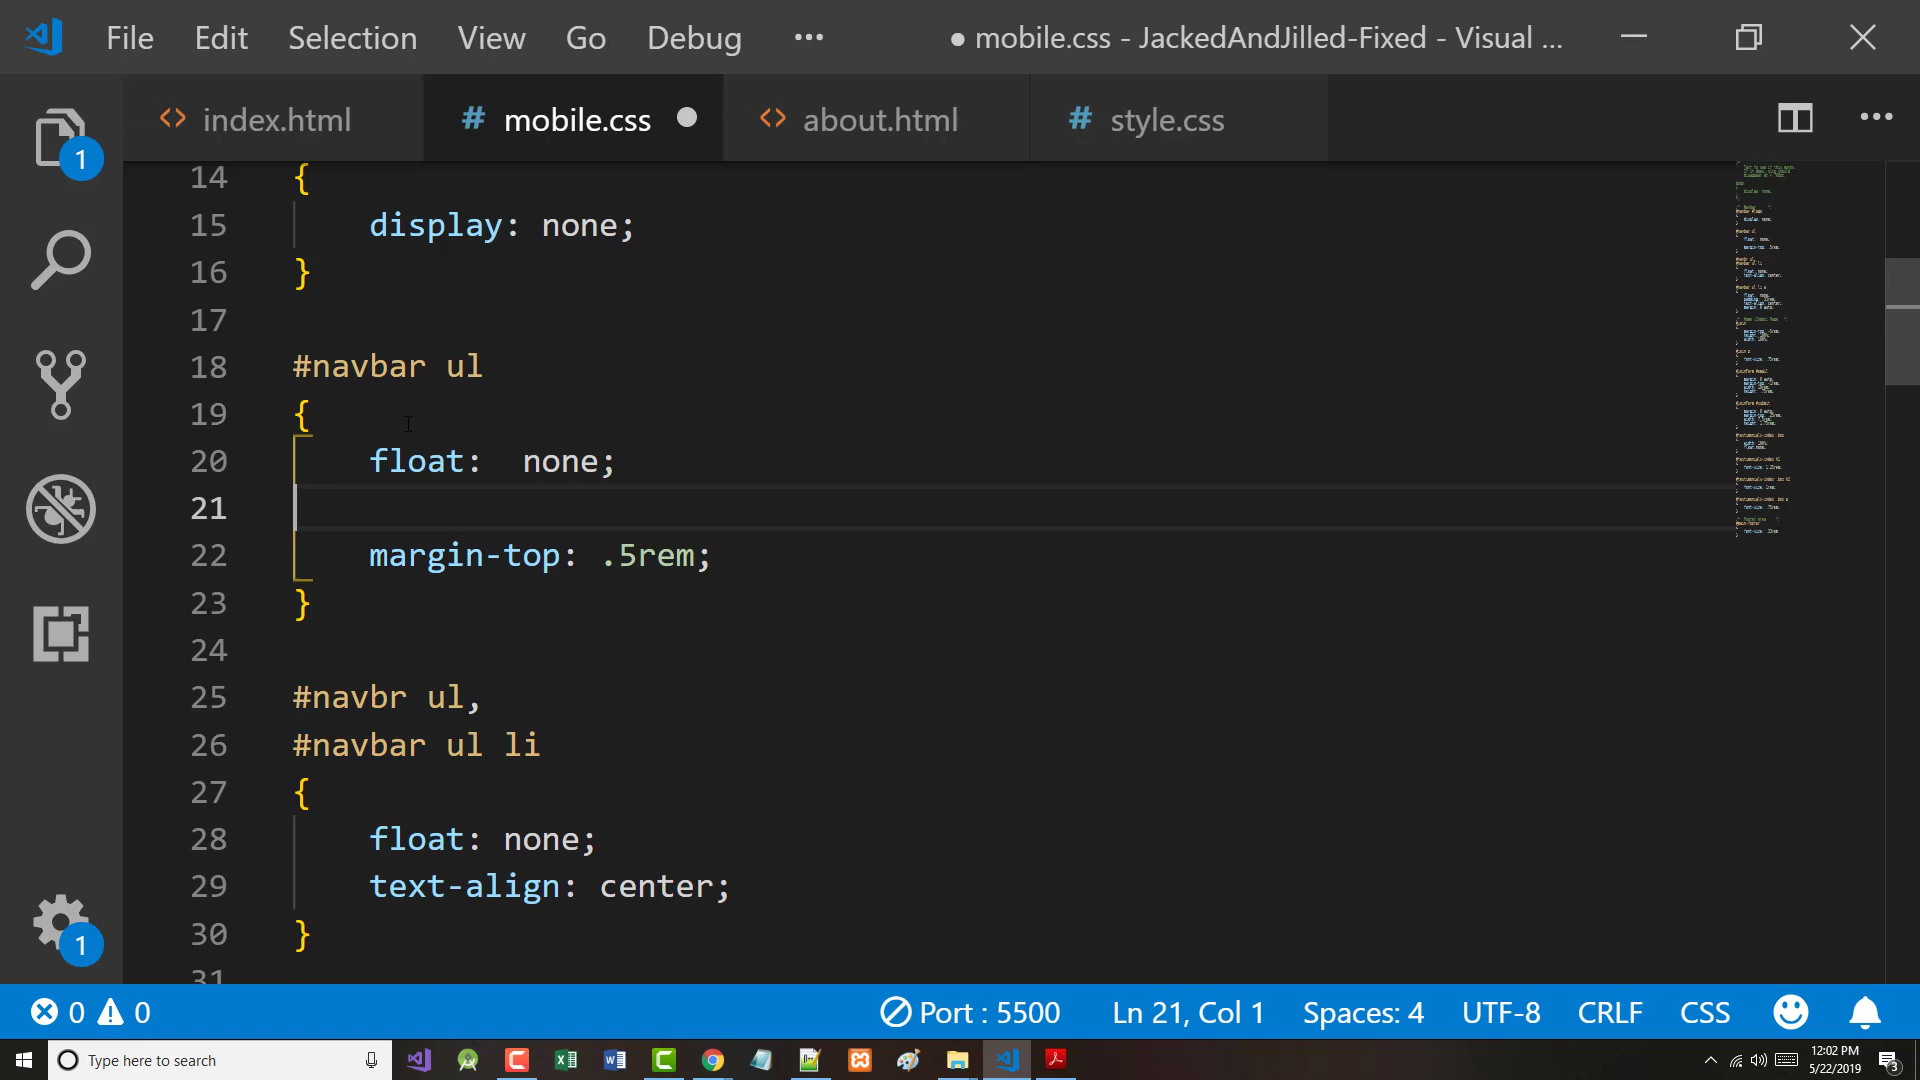 File Edit Selection View Go Debug ••• ● mobile.css - JackedAndJilled-Fixed - Visual ...
<> index.html # mobile.css ● <> about.html # style.css •••
1
14 {
15 display: none;
16 }
17
18 #navbar ul
19 {
20 float:  none;
21
22 margin-top: .5rem;
23 }
24
25 #navbr ul,
26 #navbar ul li
27 {
28 float: none;
29 text-align: center;
30 }
31
1
0 0 Port : 5500 Ln 21, Col 1 Spaces: 4 UTF-8 CRLF CSS
Type here to search
12:02 PM
5/22/2019
3